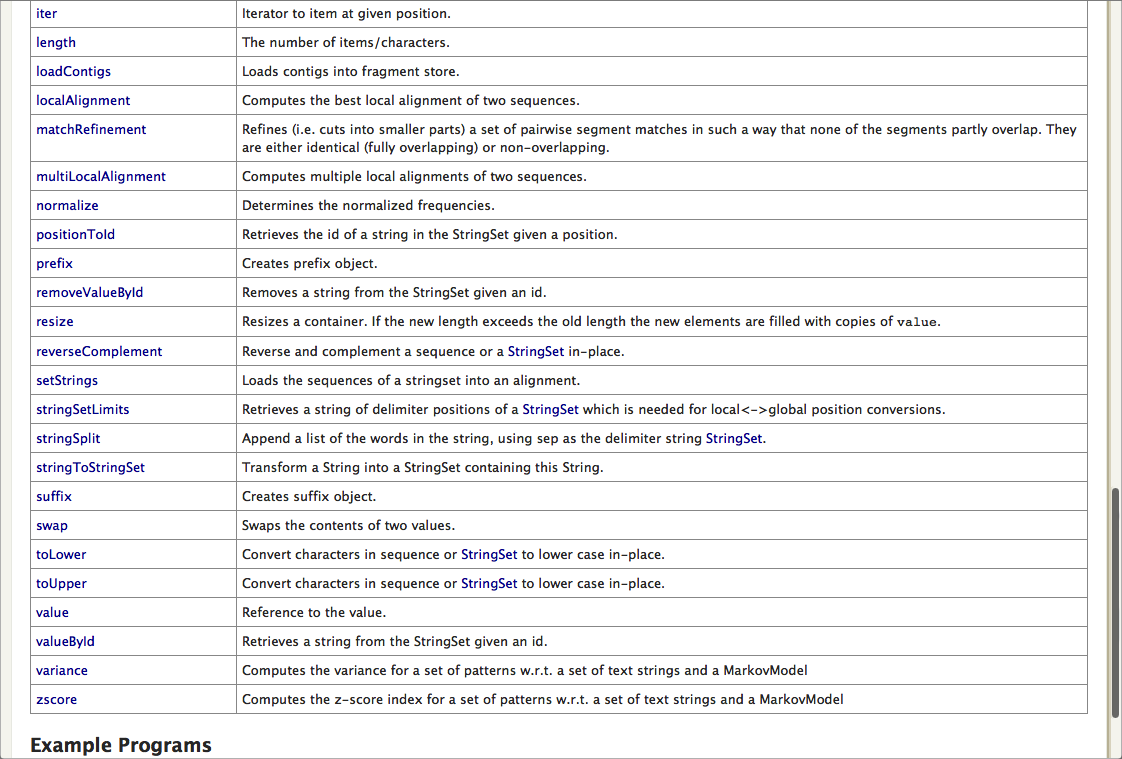 iter Iterator to item at given position.
length The number of items/characters.
loadContigs Loads contigs into fragment store.
localAlignment Computes the best local alignment of two sequences.
matchRefinement Refines (i.e. cuts into smaller parts) a set of pairwise segment matches in such a way that none of the segments partly overlap. They
are either identical (fully overlapping) or non-overlapping.
multiLocalAlignment Computes multiple local alignments of two sequences.
normalize Determines the normalized frequencies.
positionToId Retrieves the id of a string in the StringSet given a position.
prefix Creates prefix object.
removeValueById Removes a string from the StringSet given an id.
resize Resizes a container. If the new length exceeds the old length the new elements are filled with copies of value.
reverseComplement Reverse and complement a sequence or a StringSet in-place.
setStrings Loads the sequences of a stringset into an alignment.
stringSetLimits Retrieves a string of delimiter positions of a StringSet which is needed for local<->global position conversions.
stringSplit Append a list of the words in the string, using sep as the delimiter string StringSet.
stringToStringSet Transform a String into a StringSet containing this String.
suffix Creates suffix object.
swap Swaps the contents of two values.
toLower Convert characters in sequence or StringSet to lower case in-place.
toUpper Convert characters in sequence or StringSet to lower case in-place.
value Reference to the value.
valueById Retrieves a string from the StringSet given an id.
variance Computes the variance for a set of patterns w.r.t. a set of text strings and a MarkovModel
zscore Computes the z-score index for a set of patterns w.r.t. a set of text strings and a MarkovModel
Example Programs